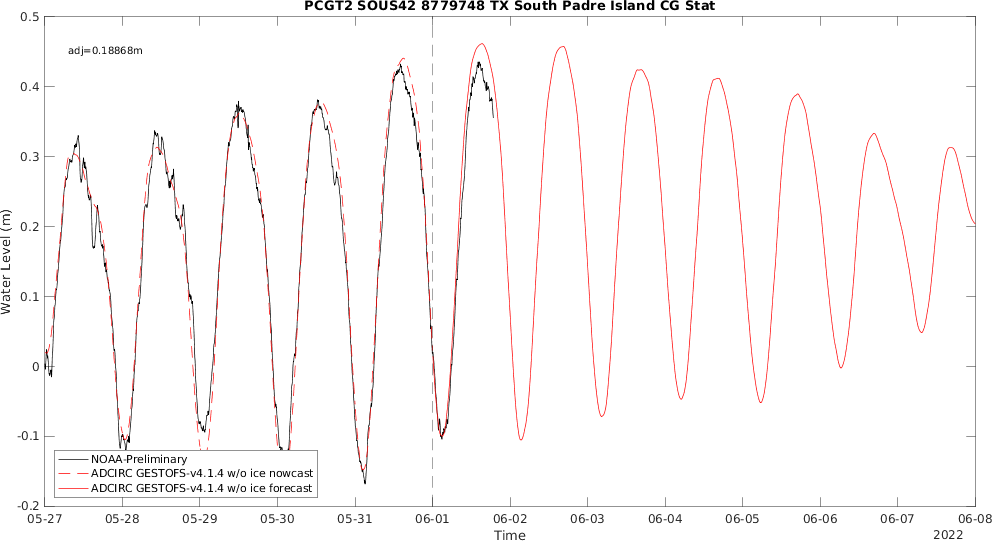 PCGT2 SOUS42 8779748 TX South Padre Island CG Stat
adj=0.18868m
0.5
0.4
0.3
0.2
0.1
0
-0.1
-0.2
Water Level (m)
NOAA-Preliminary
ADCIRC GESTOFS-v4.1.4 w/o ice nowcast
ADCIRC GESTOFS-v4.1.4 w/o ice forecast
05-27 05-28 05-29 05-30 05-31 06-01 06-02 06-03 06-04 06-05 06-06 06-07 06-08
Time
2022